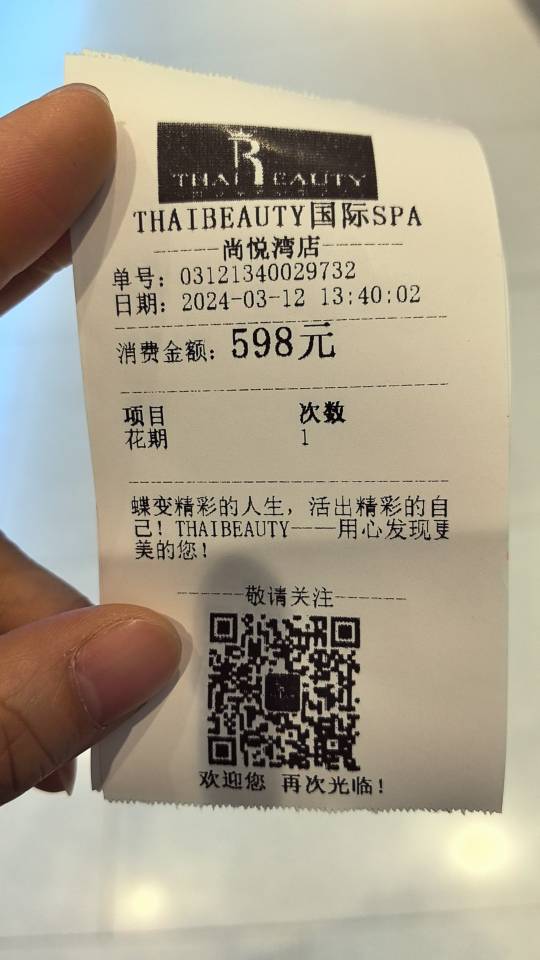 THAI BEAUTY
THAIBEAUTY国际SPA
------尚悦湾店------
单号: 03121340029732
日期: 2024-03-12 13:40:02
消费金额: 598元
项目 次数
花期 1
蝶变精彩的人生，活出精彩的自
己！THAIBEAUTY——用心发现更
美的您！
------敬请关注------
欢迎您 再次光临!